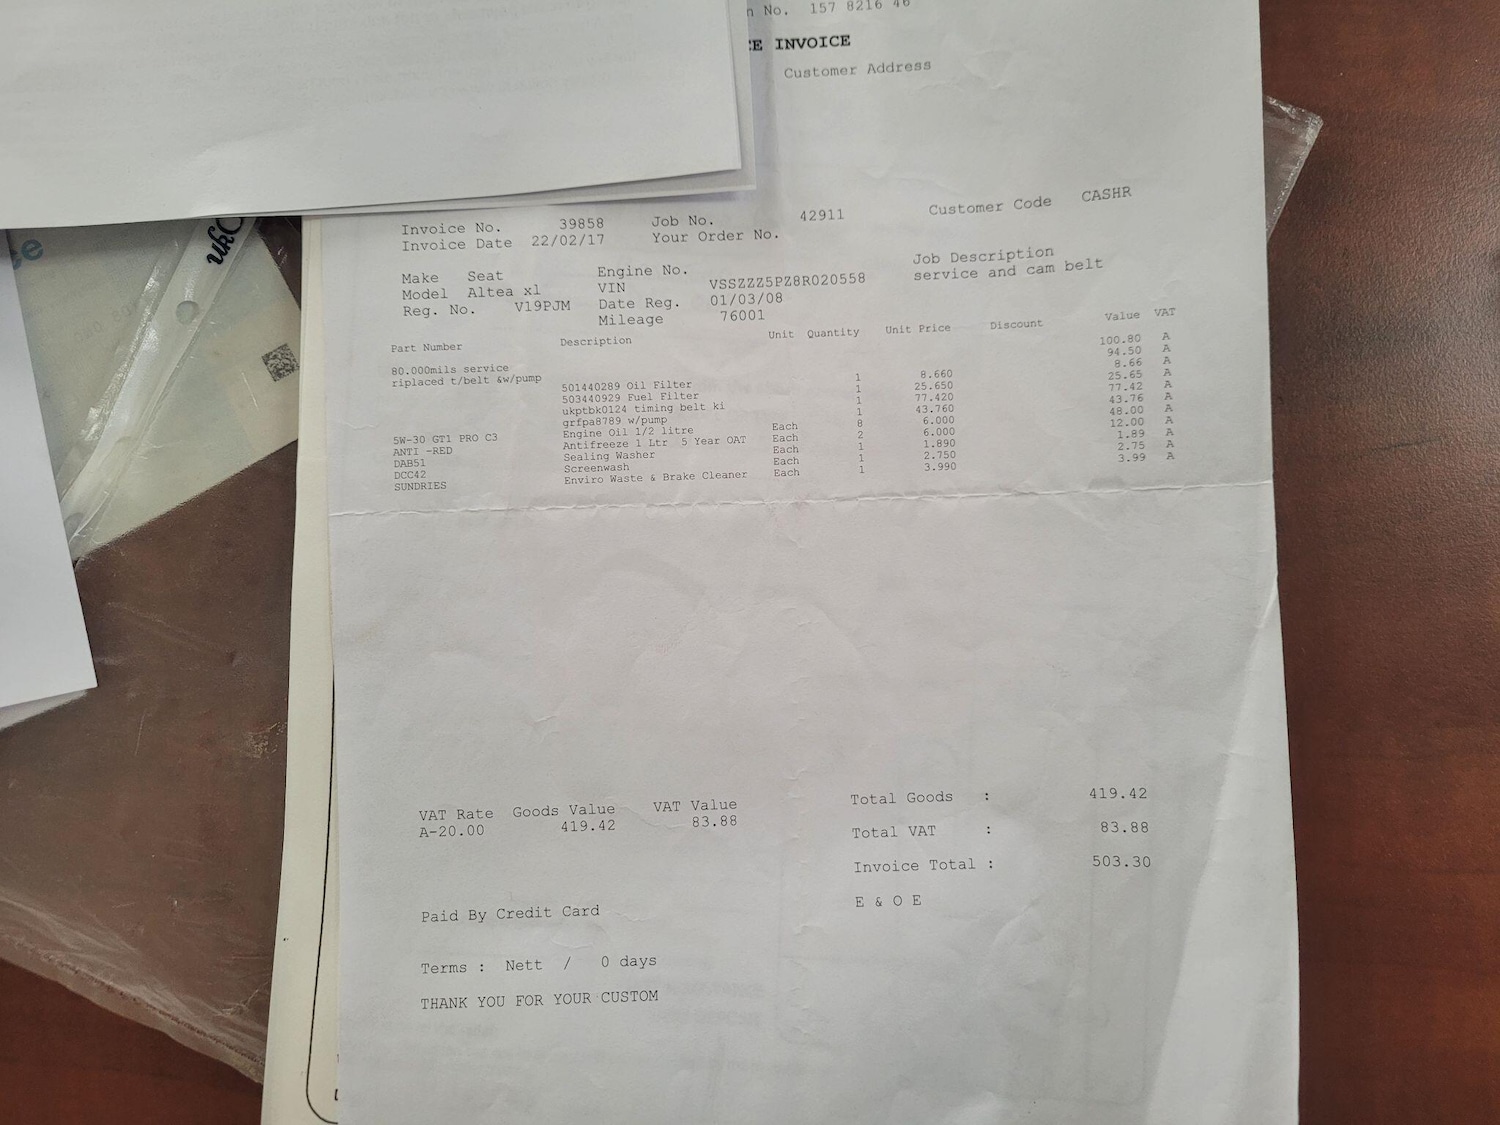 n No. 157 8216 46
CE INVOICE
Customer Address
Invoice No. 39858 Job No. 42911 Customer Code CASHR
Invoice Date 22/02/17 Your Order No.
Make Seat Engine No. Job Description
Model Altea xl VIN VSSZZZ5PZ8R020558 service and cam belt
Reg. No. V19PJM Date Reg. 01/03/08
Mileage 76001
Part Number Description Unit Quantity Unit Price Discount Value VAT
80.000mils service 100.80 A
riplaced t/belt &w/pump 94.50 A
501440289 Oil Filter 1 8.660 8.66 A
503440929 Fuel Filter 1 25.650 25.65 A
ukptbk0124 timing belt ki 1 77.420 77.42 A
grfpa8789 w/pump 1 43.760 43.76 A
5W-30 GT1 PRO C3 Engine Oil 1/2 litre Each 8 6.000 48.00 A
ANTI -RED Antifreeze 1 Ltr 5 Year OAT Each 2 6.000 12.00 A
DAB51 Sealing Washer Each 1 1.890 1.89 A
DCC42 Screenwash Each 1 2.750 2.75 A
SUNDRIES Enviro Waste & Brake Cleaner Each 1 3.990 3.99 A
VAT Rate Goods Value VAT Value Total Goods : 419.42
A-20.00 419.42 83.88 Total VAT : 83.88
Invoice Total : 503.30
Paid By Credit Card E & O E
Terms : Nett / 0 days
THANK YOU FOR YOUR CUSTOM